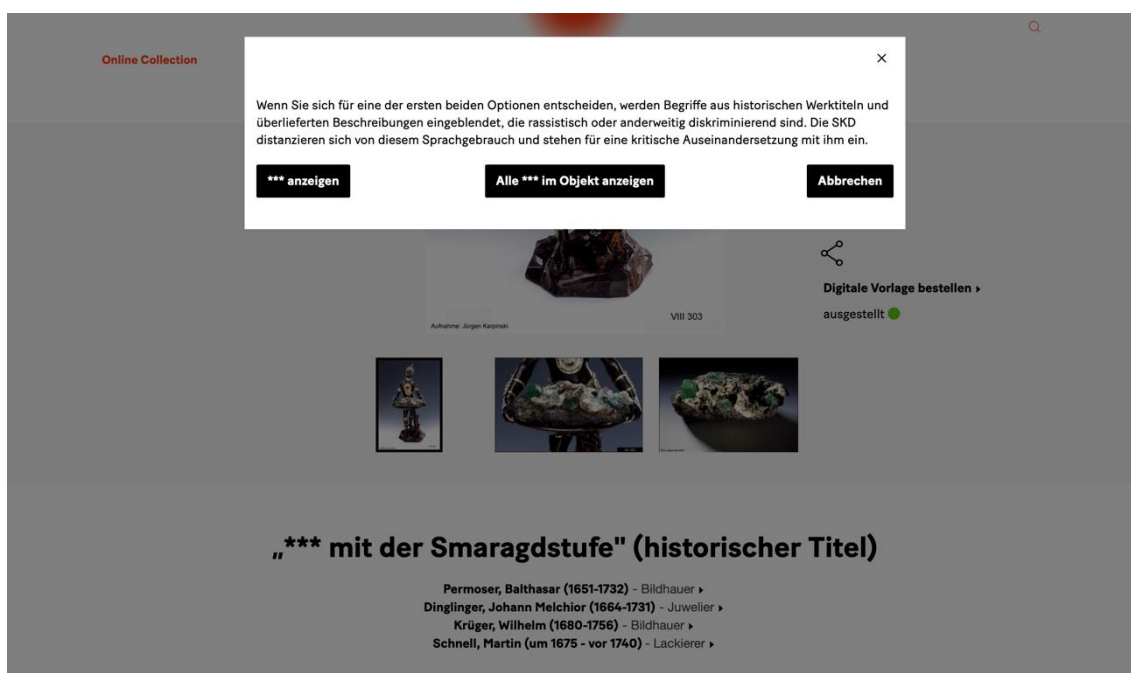 Online Collection
Wenn Sie sich für eine der ersten beiden Optionen entscheiden, werden Begriffe aus historischen Werktiteln und
überlieferten Beschreibungen eingeblendet, die rassistisch oder anderweitig diskriminierend sind. Die SKD
distanzieren sich von diesem Sprachgebrauch und stehen für eine kritische Auseinandersetzung mit ihm ein.
*** anzeigen
Alle *** im Objekt anzeigen
Abbrechen
Aufnahme: Jürgen Karpinski
VIII 303
Digitale Vorlage bestellen
ausgestellt
„*** mit der Smaragdstufe" (historischer Titel)
Permoser, Balthasar (1651-1732) - Bildhauer
Dinglinger, Johann Melchior (1664-1731) - Juwelier
Krüger, Wilhelm (1680-1756) - Bildhauer
Schnell, Martin (um 1675 - vor 1740) - Lackierer